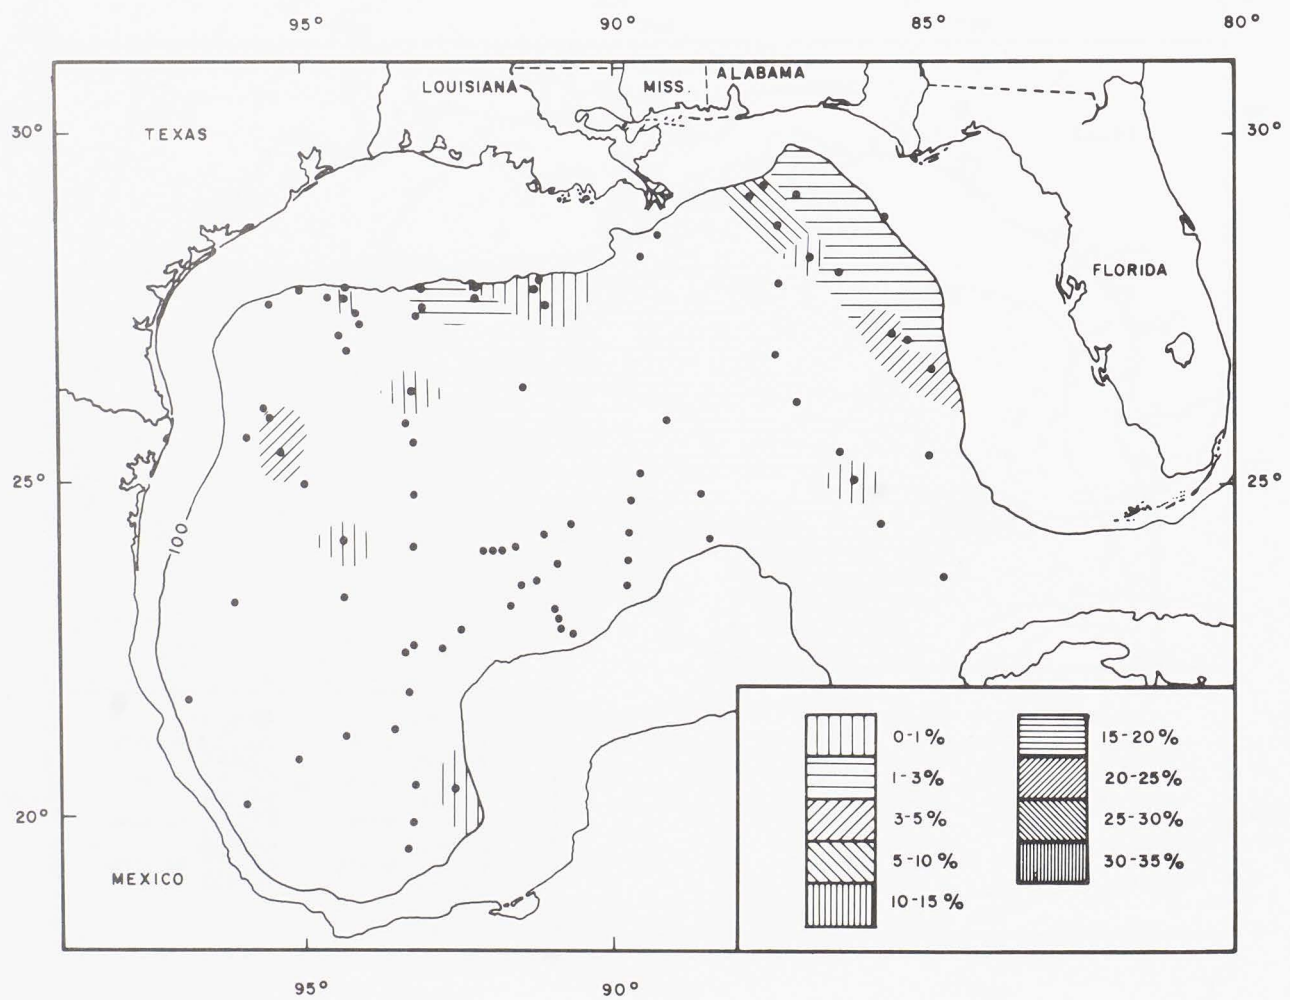 95° 90° 85° 80°
LOUISIANA MISS. ALABAMA
30° TEXAS 30°
FLORIDA
25° 25°
100
0-1% 15-20%
1-3% 20-25%
20° 3-5% 25-30%
MEXICO 5-10% 30-35%
10-15%
95° 90°